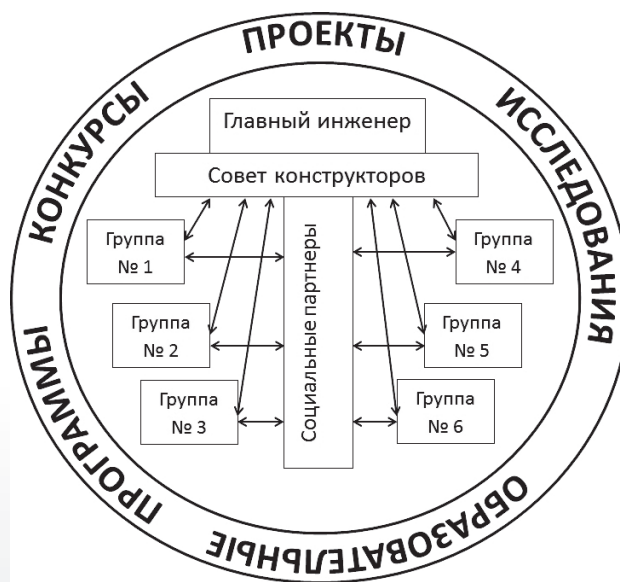 КОНКУРСЫ
ПРОЕКТЫ
ИССЛЕДОВАНИЯ
ОБРАЗОВАТЕЛЬНЫЕ
ПРОГРАММЫ
Главный инженер
Совет конструкторов
Социальные партнеры
Группа
№ 1
Группа
№ 2
Группа
№ 3
Группа
№ 4
Группа
№ 5
Группа
№ 6